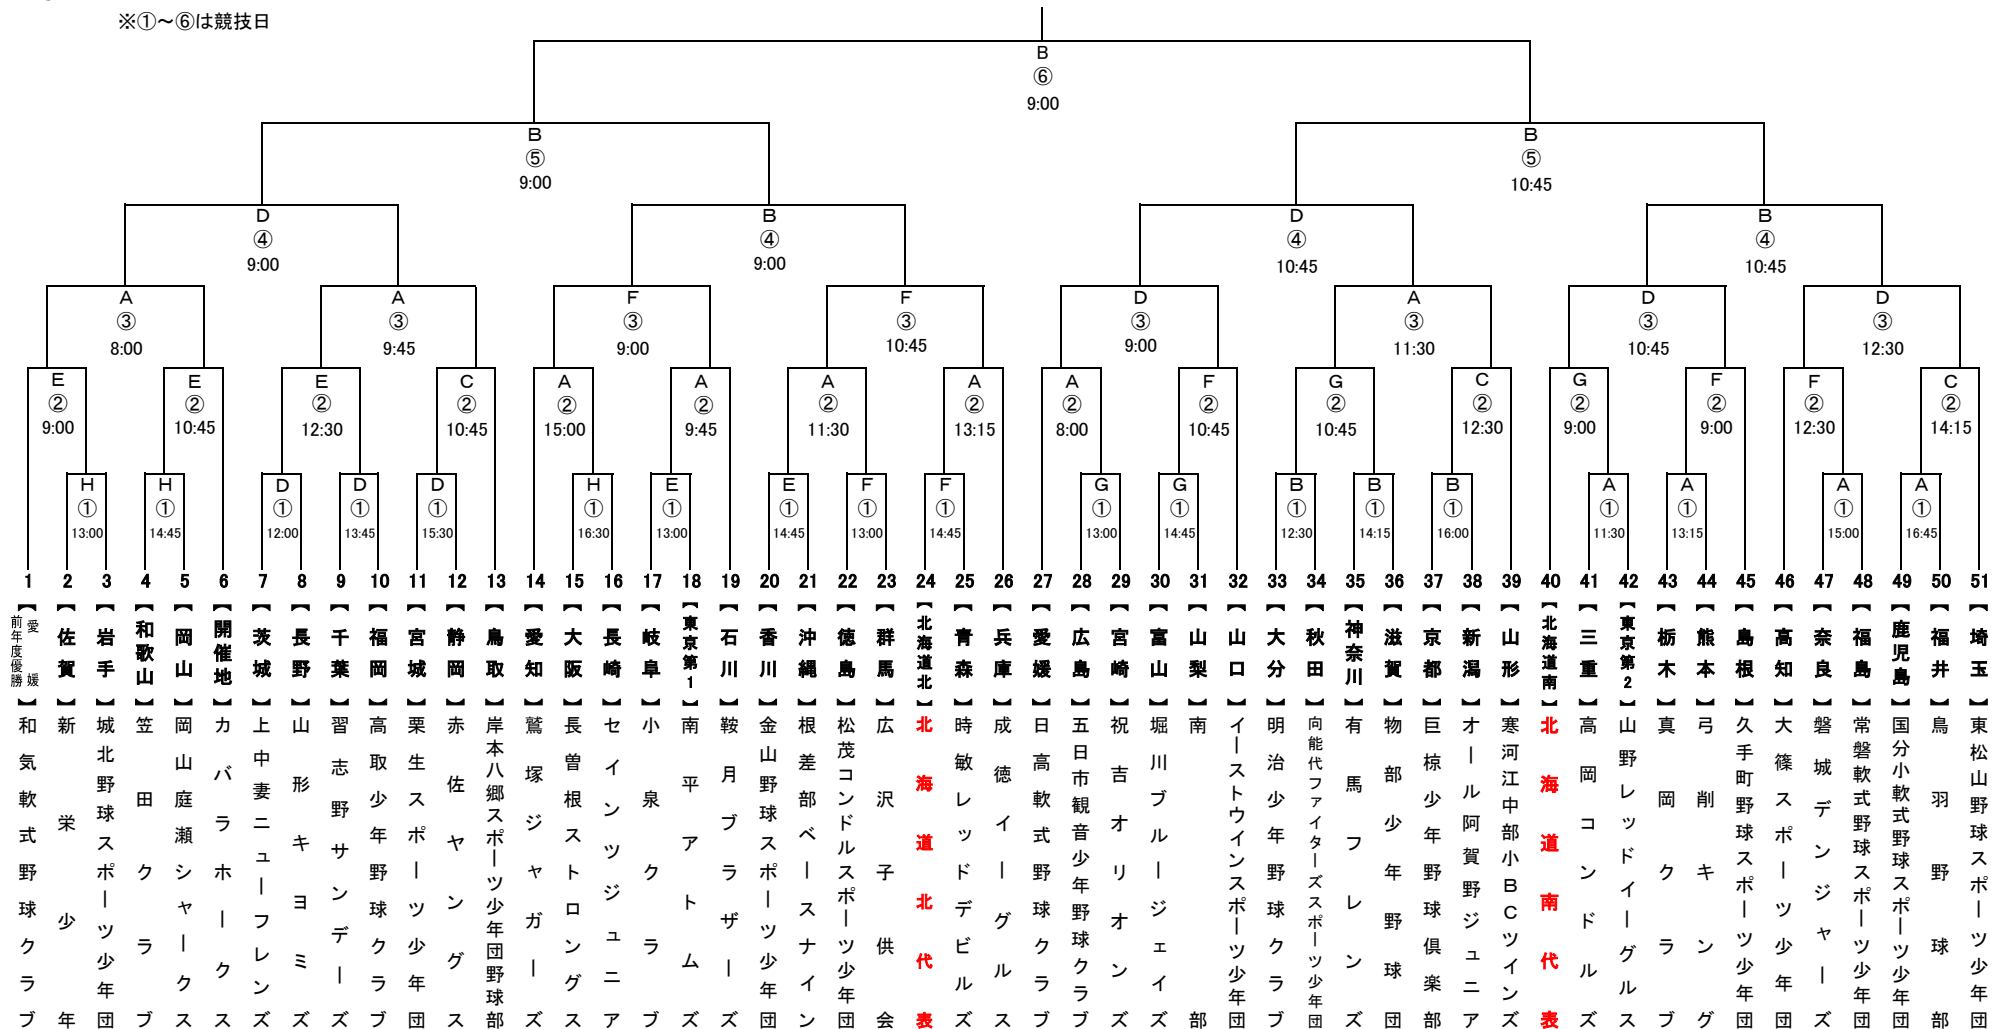 ※①～⑥は競技日
B
⑥
9:00
B
⑤
9:00
B
⑤
10:45
D
④
9:00
B
④
9:00
D
④
10:45
B
④
10:45
A
③
8:00
A
③
9:45
F
③
9:00
F
③
10:45
D
③
9:00
A
③
11:30
D
③
10:45
D
③
12:30
E
②
9:00
E
②
10:45
E
②
12:30
C
②
10:45
A
②
15:00
A
②
9:45
A
②
11:30
A
②
13:15
A
②
8:00
F
②
10:45
G
②
10:45
C
②
12:30
G
②
9:00
F
②
9:00
F
②
12:30
C
②
14:15
H
①
13:00
H
①
14:45
D
①
12:00
D
①
13:45
D
①
15:30
H
①
16:30
E
①
13:00
E
①
14:45
F
①
13:00
F
①
14:45
G
①
13:00
G
①
14:45
B
①
12:30
B
①
14:15
B
①
16:00
A
①
11:30
A
①
13:15
A
①
15:00
A
①
16:45
1【愛媛 前年度優勝】和気軟式野球クラブ
2【佐賀】新栄少年
3【岩手】城北野球スポーツ少年団
4【和歌山】笠田クラブ
5【岡山】岡山庭瀬シャークス
6【開催地】カバラホークス
7【茨城】上中妻ニューフレンズ
8【長野】山形キヨミズ
9【千葉】習志野サンデーズ
10【福岡】高取少年野球クラブ
11【宮城】栗生スポーツ少年団
12【静岡】赤佐ヤングス
13【鳥取】岸本八郷スポーツ少年団野球部
14【愛知】鷲塚ジャガーズ
15【大阪】長曽根ストロングス
16【長崎】セインツジュニア
17【岐阜】小泉クラブ
18【東京第1】南平アトムズ
19【石川】鞍月ブラザーズ
20【香川】金山野球スポーツ少年団
21【沖縄】根差部ベースナイン
22【徳島】松茂コンドルスポーツ少年団
23【群馬】広沢子供会
24【北海道北】北海道北代表
25【青森】時敏レッドデビルズ
26【兵庫】成徳イーグルス
27【愛媛】日高軟式野球クラブ
28【広島】五日市観音少年野球クラブ
29【宮崎】祝吉オリオンズ
30【富山】堀川ブルージェイズ
31【山梨】南部
32【山口】イーストウインスポーツ少年団
33【大分】明治少年野球クラブ
34【秋田】向能代ファイターズスポーツ少年団
35【神奈川】有馬フレンズ
36【滋賀】物部少年野球団
37【京都】巨椋少年野球倶楽部
38【新潟】オール阿賀野ジュニア
39【山形】寒河江中部小BCツインズ
40【北海道南】北海道南代表
41【三重】高岡コンドルズ
42【東京第2】山野レッドイーグルス
43【栃木】真岡クラブ
44【熊本】弓削キング
45【島根】久手町野球スポーツ少年団
46【高知】大篠スポーツ少年団
47【奈良】磐城デンジャーズ
48【福島】常磐軟式野球スポーツ少年団
49【鹿児島】国分小軟式野球スポーツ少年団
50【福井】鳥羽野球部
51【埼玉】東松山野球スポーツ少年団